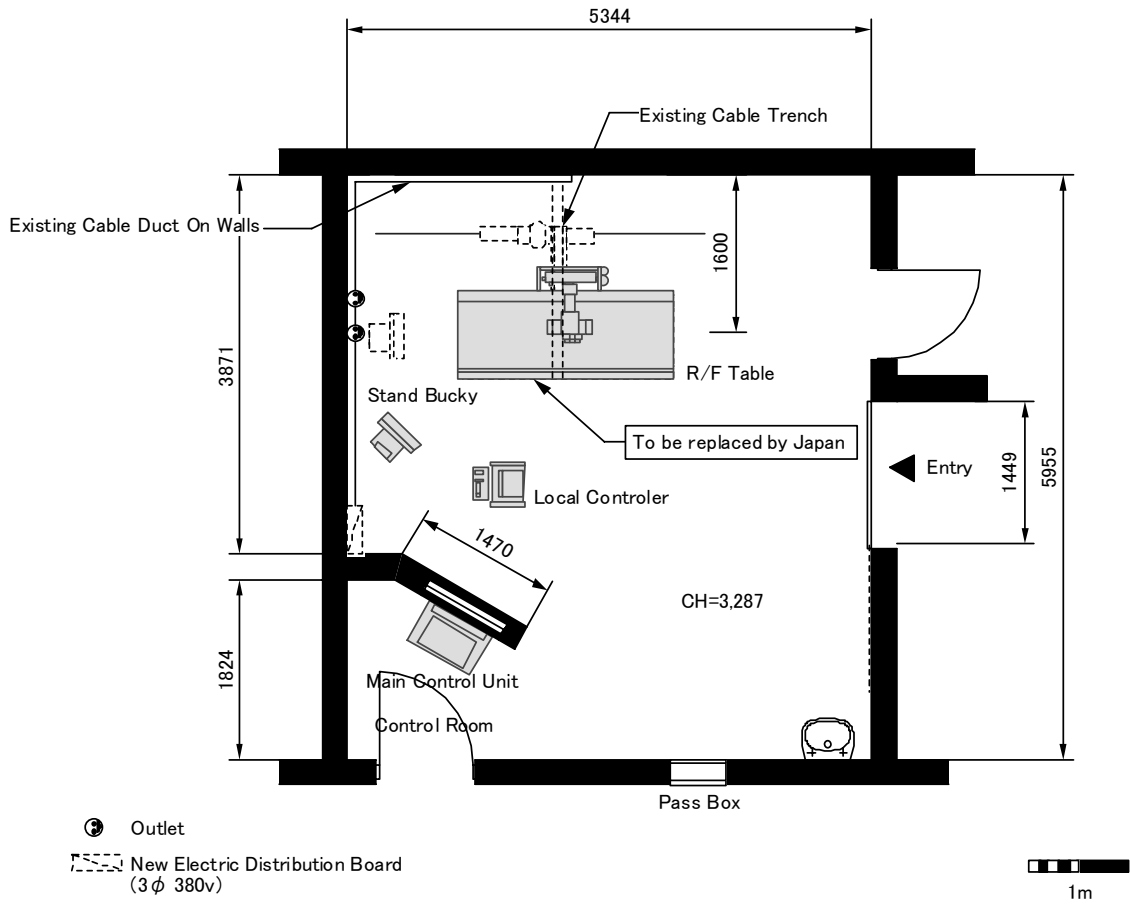 5344
Existing Cable Trench
Existing Cable Duct On Walls
1600
3871
R/F Table
Stand Bucky
To be replaced by Japan
Entry
1449
5955
Local Controler
1470
CH=3,287
1824
Main Control Unit
Control Room
Pass Box
Outlet
New Electric Distribution Board
(3φ 380v)
1m